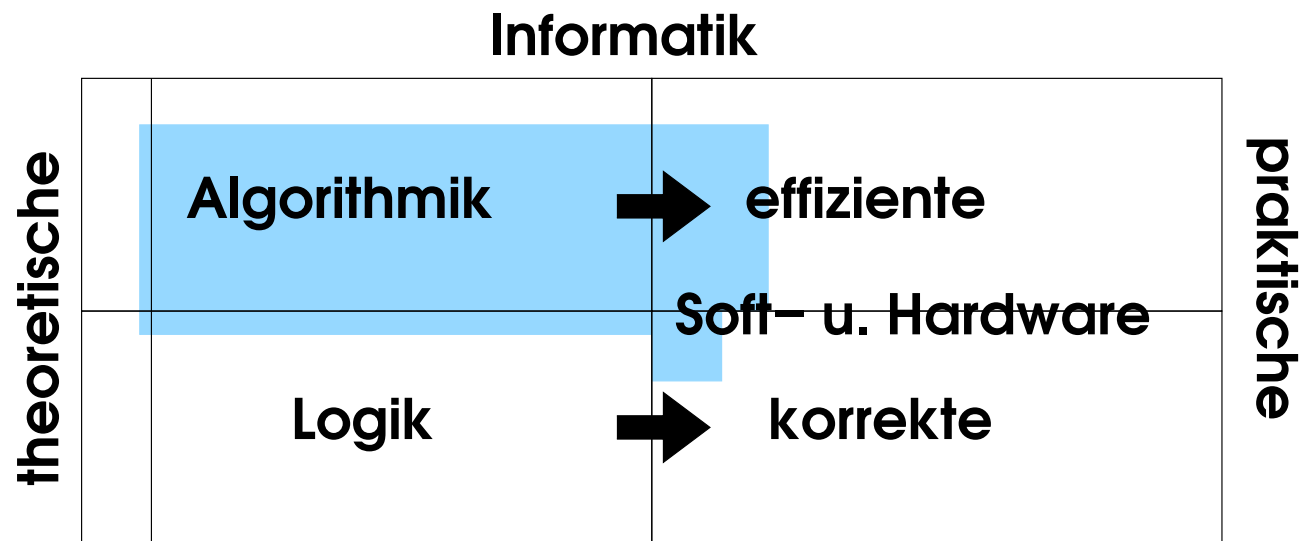 Informatik
theoretische
praktische
Algorithmik effiziente
Soft- u. Hardware
Logik korrekte